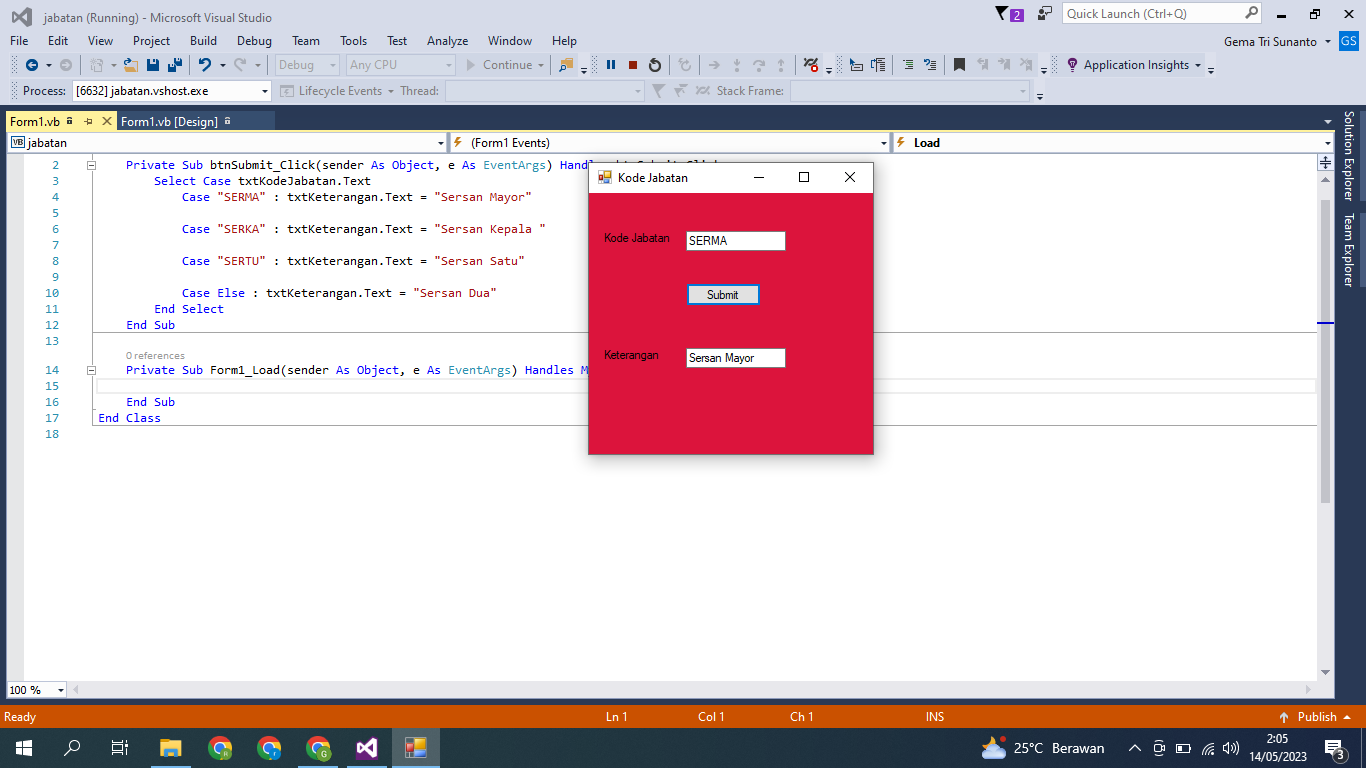 jabatan (Running) - Microsoft Visual Studio
2
Quick Launch (Ctrl+Q)
File Edit View Project Build Debug Team Tools Test Analyze Window Help
Gema Tri Sunanto GS
Debug Any CPU Continue Application Insights
Process: [6632] jabatan.vshost.exe Lifecycle Events Thread: Stack Frame:
Form1.vb Form1.vb [Design]
VB jabatan (Form1 Events) Load
2 Private Sub btnSubmit_Click(sender As Object, e As EventArgs)
3 Select Case txtKodeJabatan.Text
4 Case "SERMA" : txtKeterangan.Text = "Sersan Mayor"
5
6 Case "SERKA" : txtKeterangan.Text = "Sersan Kepala "
7
8 Case "SERTU" : txtKeterangan.Text = "Sersan Satu"
9
10 Case Else : txtKeterangan.Text = "Sersan Dua"
11 End Select
12 End Sub
13
0 references
14 Private Sub Form1_Load(sender As Object, e As EventArgs) Handles M
15
16 End Sub
17 End Class
18
Kode Jabatan
Kode Jabatan SERMA
Submit
Keterangan Sersan Mayor
Solution Explorer
Team Explorer
100 %
Ready Ln 1 Col 1 Ch 1 INS Publish
25°C Berawan
2:05
14/05/2023
3